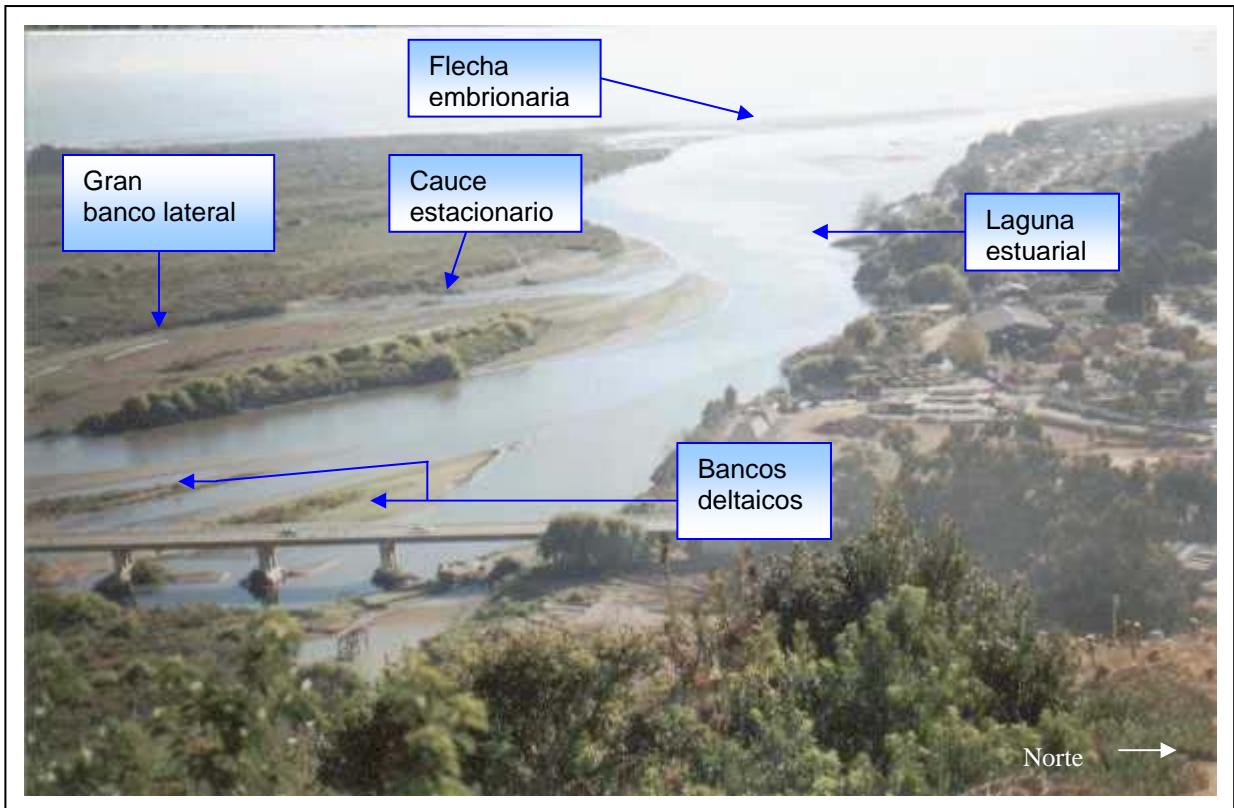 Flecha
embrionaria
Gran
banco lateral
Cauce
estacionario
Laguna
estuarial
Bancos
deltaicos
Norte